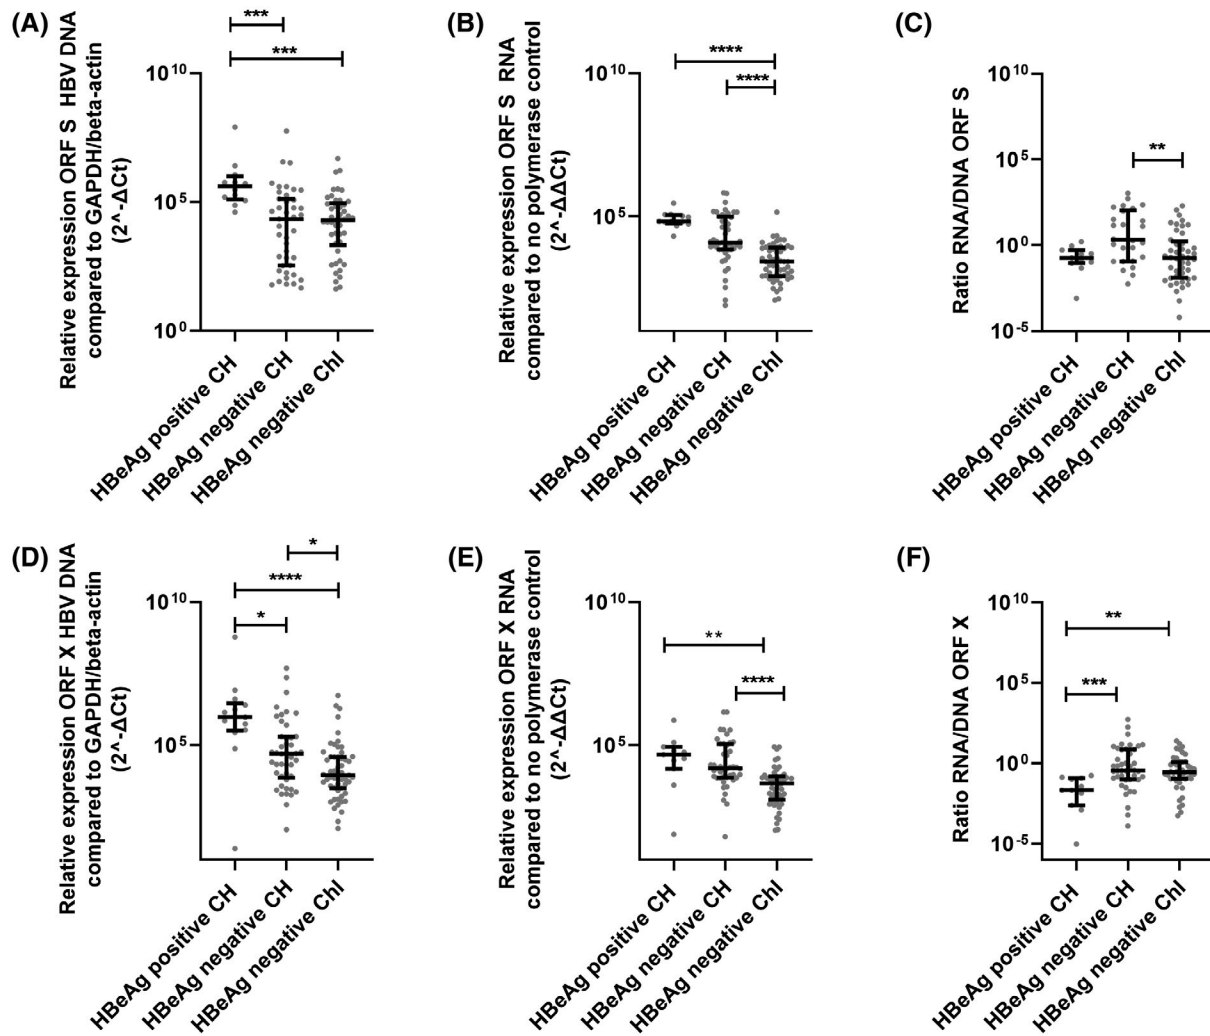 (A)
Relative expression ORF S HBV DNA
compared to GAPDH/beta-actin
(2^-ΔCt)
***
***
10^10
10^5
10^0
HBeAg positive CH
HBeAg negative CH
HBeAg negative ChI
(B)
Relative expression ORF S RNA
compared to no polymerase control
(2^-ΔΔCt)
****
****
10^10
10^5
HBeAg positive CH
HBeAg negative CH
HBeAg negative ChI
(C)
Ratio RNA/DNA ORF S
**
10^10
10^5
10^0
10^-5
HBeAg positive CH
HBeAg negative CH
HBeAg negative ChI
(D)
Relative expression ORF X HBV DNA
compared to GAPDH/beta-actin
(2^-ΔCt)
*
****
*
10^10
10^5
HBeAg positive CH
HBeAg negative CH
HBeAg negative ChI
(E)
Relative expression ORF X RNA
compared to no polymerase control
(2^-ΔΔCt)
**
****
10^10
10^5
HBeAg positive CH
HBeAg negative CH
HBeAg negative ChI
(F)
Ratio RNA/DNA ORF X
**
***
10^10
10^5
10^0
10^-5
HBeAg positive CH
HBeAg negative CH
HBeAg negative ChI